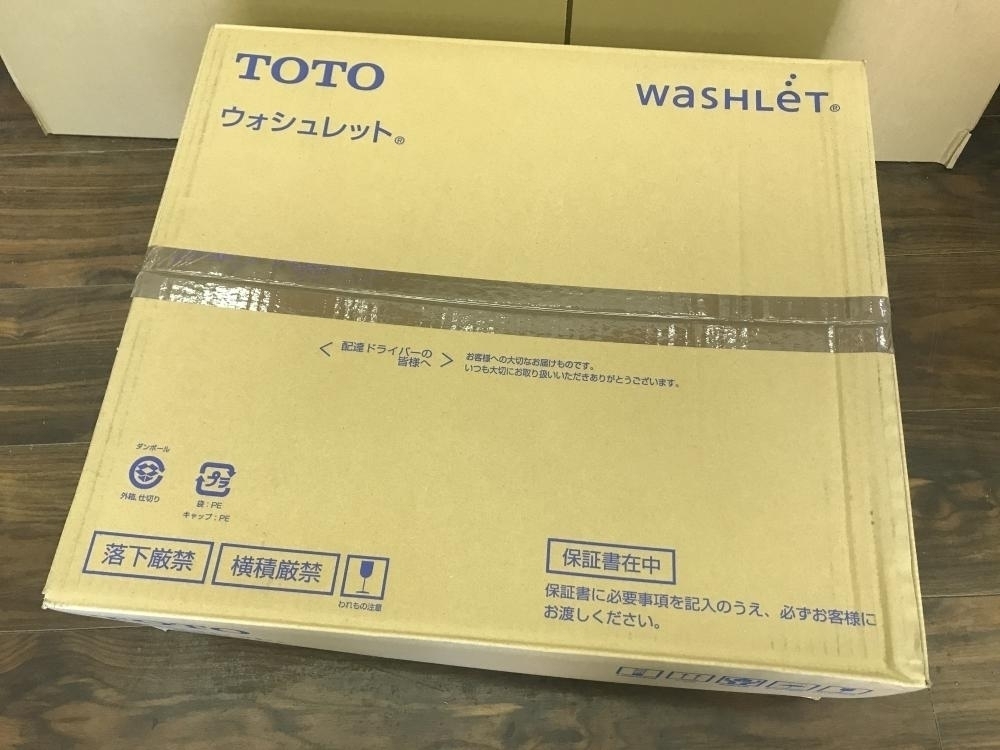 TOTO
ウォシュレット®
WASHLET®
＜ 配達ドライバーの
皆様へ ＞
お客様への大切なお届けものです。
いつも大切にお取り扱いいただきありがとうございます。
ダンボール
外箱、仕切り
プラ
袋：PE
キャップ：PE
落下厳禁
横積厳禁
われもの注意
保証書在中
保証書に必要事項を記入のうえ、必ずお客様に
お渡しください。
TOTO